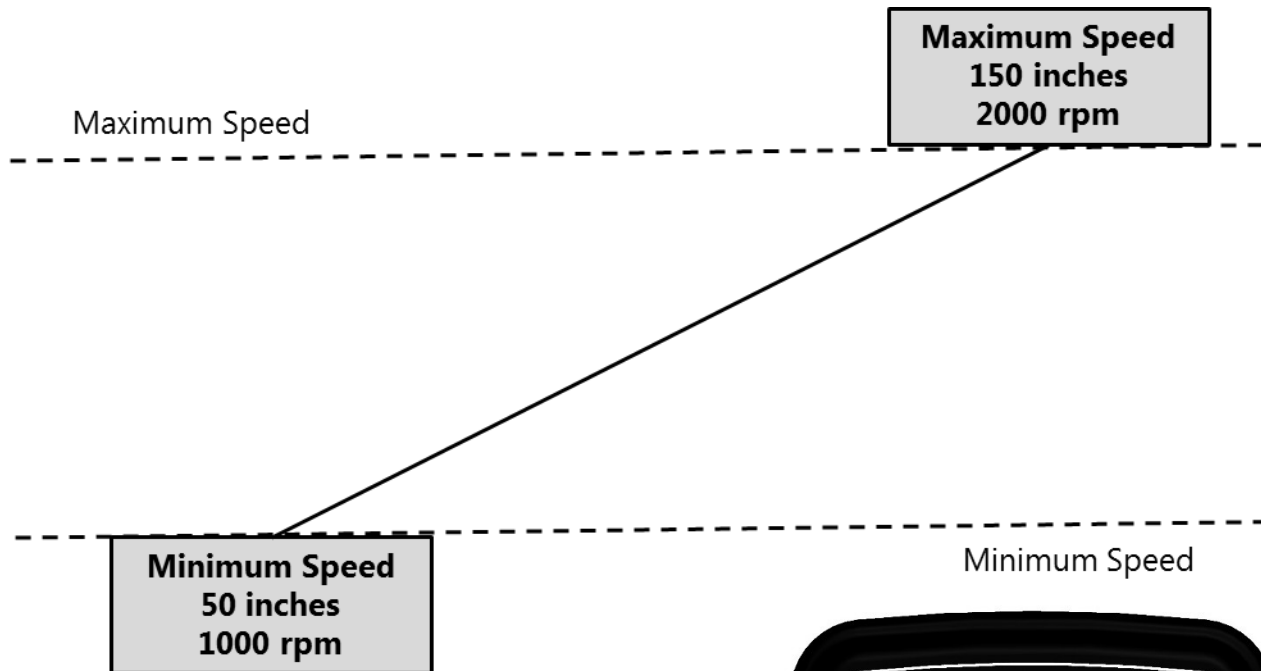 Maximum Speed
150 inches
2000 rpm
Maximum Speed
Minimum Speed
50 inches
1000 rpm
Minimum Speed